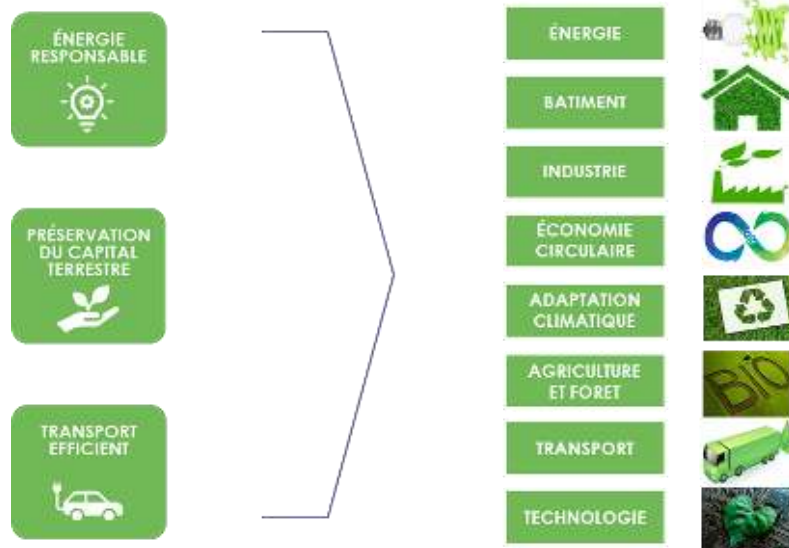 ÉNERGIE
RESPONSABLE
PRÉSERVATION
DU CAPITAL
TERRESTRE
TRANSPORT
EFFICIENT
ÉNERGIE
BATIMENT
INDUSTRIE
ÉCONOMIE
CIRCULAIRE
ADAPTATION
CLIMATIQUE
AGRICULTURE
ET FORET
BIO
TRANSPORT
TECHNOLOGIE